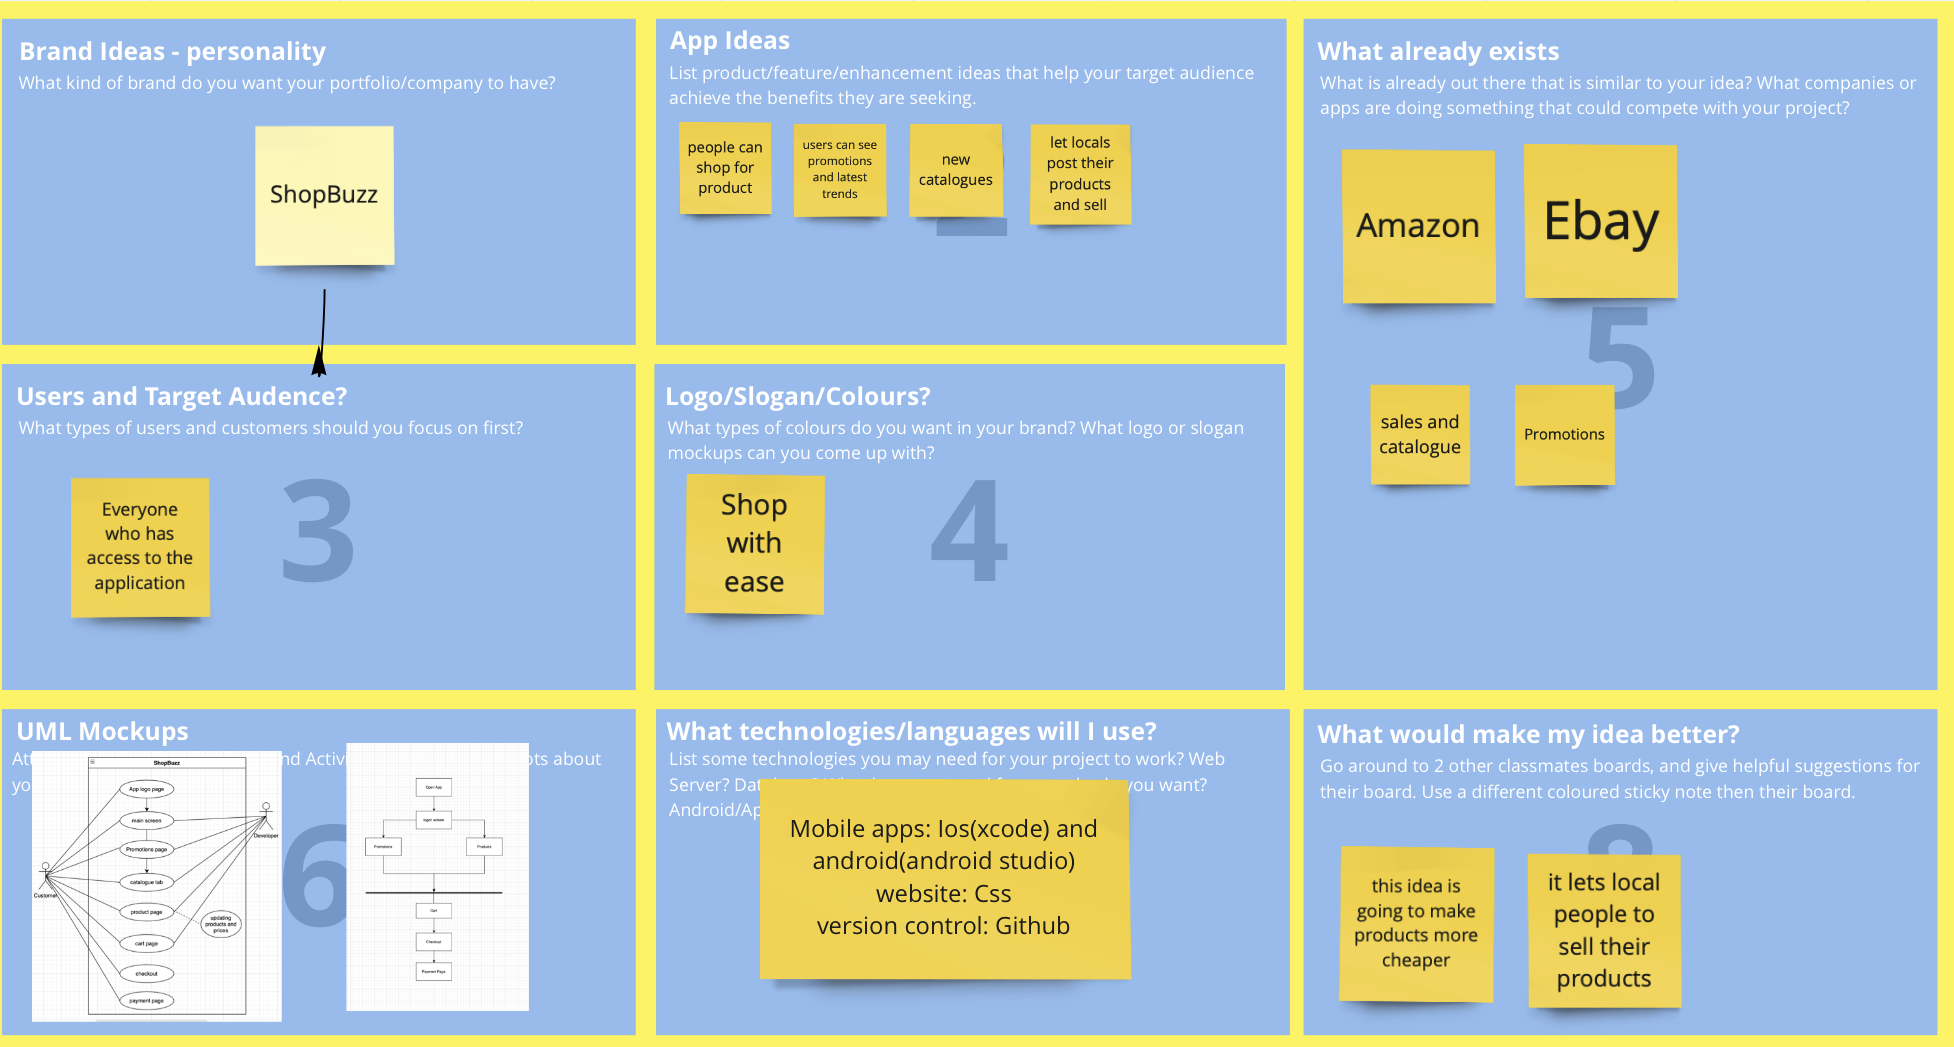 Brand Ideas - personality
What kind of brand do you want your portfolio/company to have?
ShopBuzz
App Ideas
List product/feature/enhancement ideas that help your target audience
achieve the benefits they are seeking.
people can
shop for
product
users can see
promotions
and latest
trends
new
catalogues
let locals
post their
products
and sell
What already exists
What is already out there that is similar to your idea? What companies or
apps are doing something that could compete with your project?
Amazon
Ebay
5
sales and
catalogue
Promotions
Users and Target Audence?
What types of users and customers should you focus on first?
Everyone
who has
access to the
application
3
Logo/Slogan/Colours?
What types of colours do you want in your brand? What logo or slogan
mockups can you come up with?
Shop
with
ease
4
UML Mockups
nd Activi
about
yo
6
ShopBuzz
App logo page
main screen
Promotions page
catalogue tab
product page
cart page
checkout
payment page
updating
products and
prices
Customer
Developer
Open App
Promotions
Products
Cart
Checkout
Payment Page
What technologies/languages will I use?
List some technologies you may need for your project to work? Web
Server? Dat
you want?
Android/Ap
Mobile apps: Ios(xcode) and
android(android studio)
website: Css
version control: Github
What would make my idea better?
Go around to 2 other classmates boards, and give helpful suggestions for
their board. Use a different coloured sticky note then their board.
this idea is
going to make
products more
cheaper
it lets local
people to
sell their
products